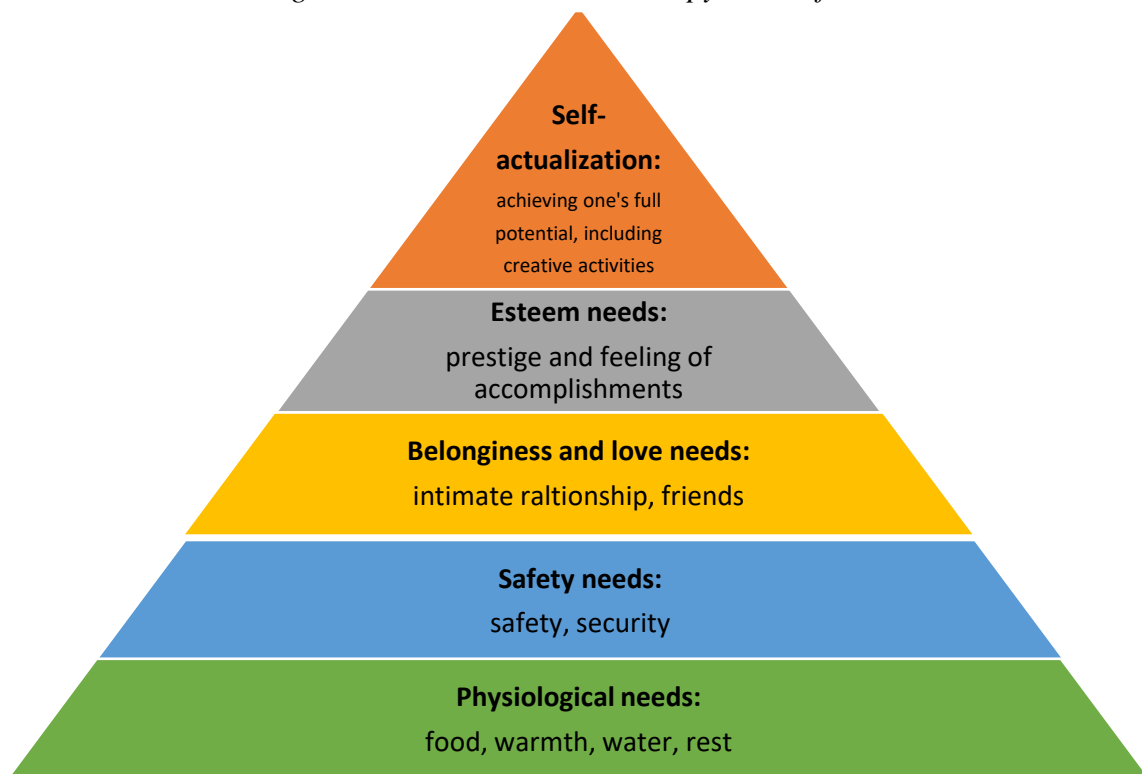 Self-
actualization:
achieving one's full
potential, including
creative activities
Esteem needs:
prestige and feeling of
accomplishments
Belonginess and love needs:
intimate raltionship, friends
Safety needs:
safety, security
Physiological needs:
food, warmth, water, rest